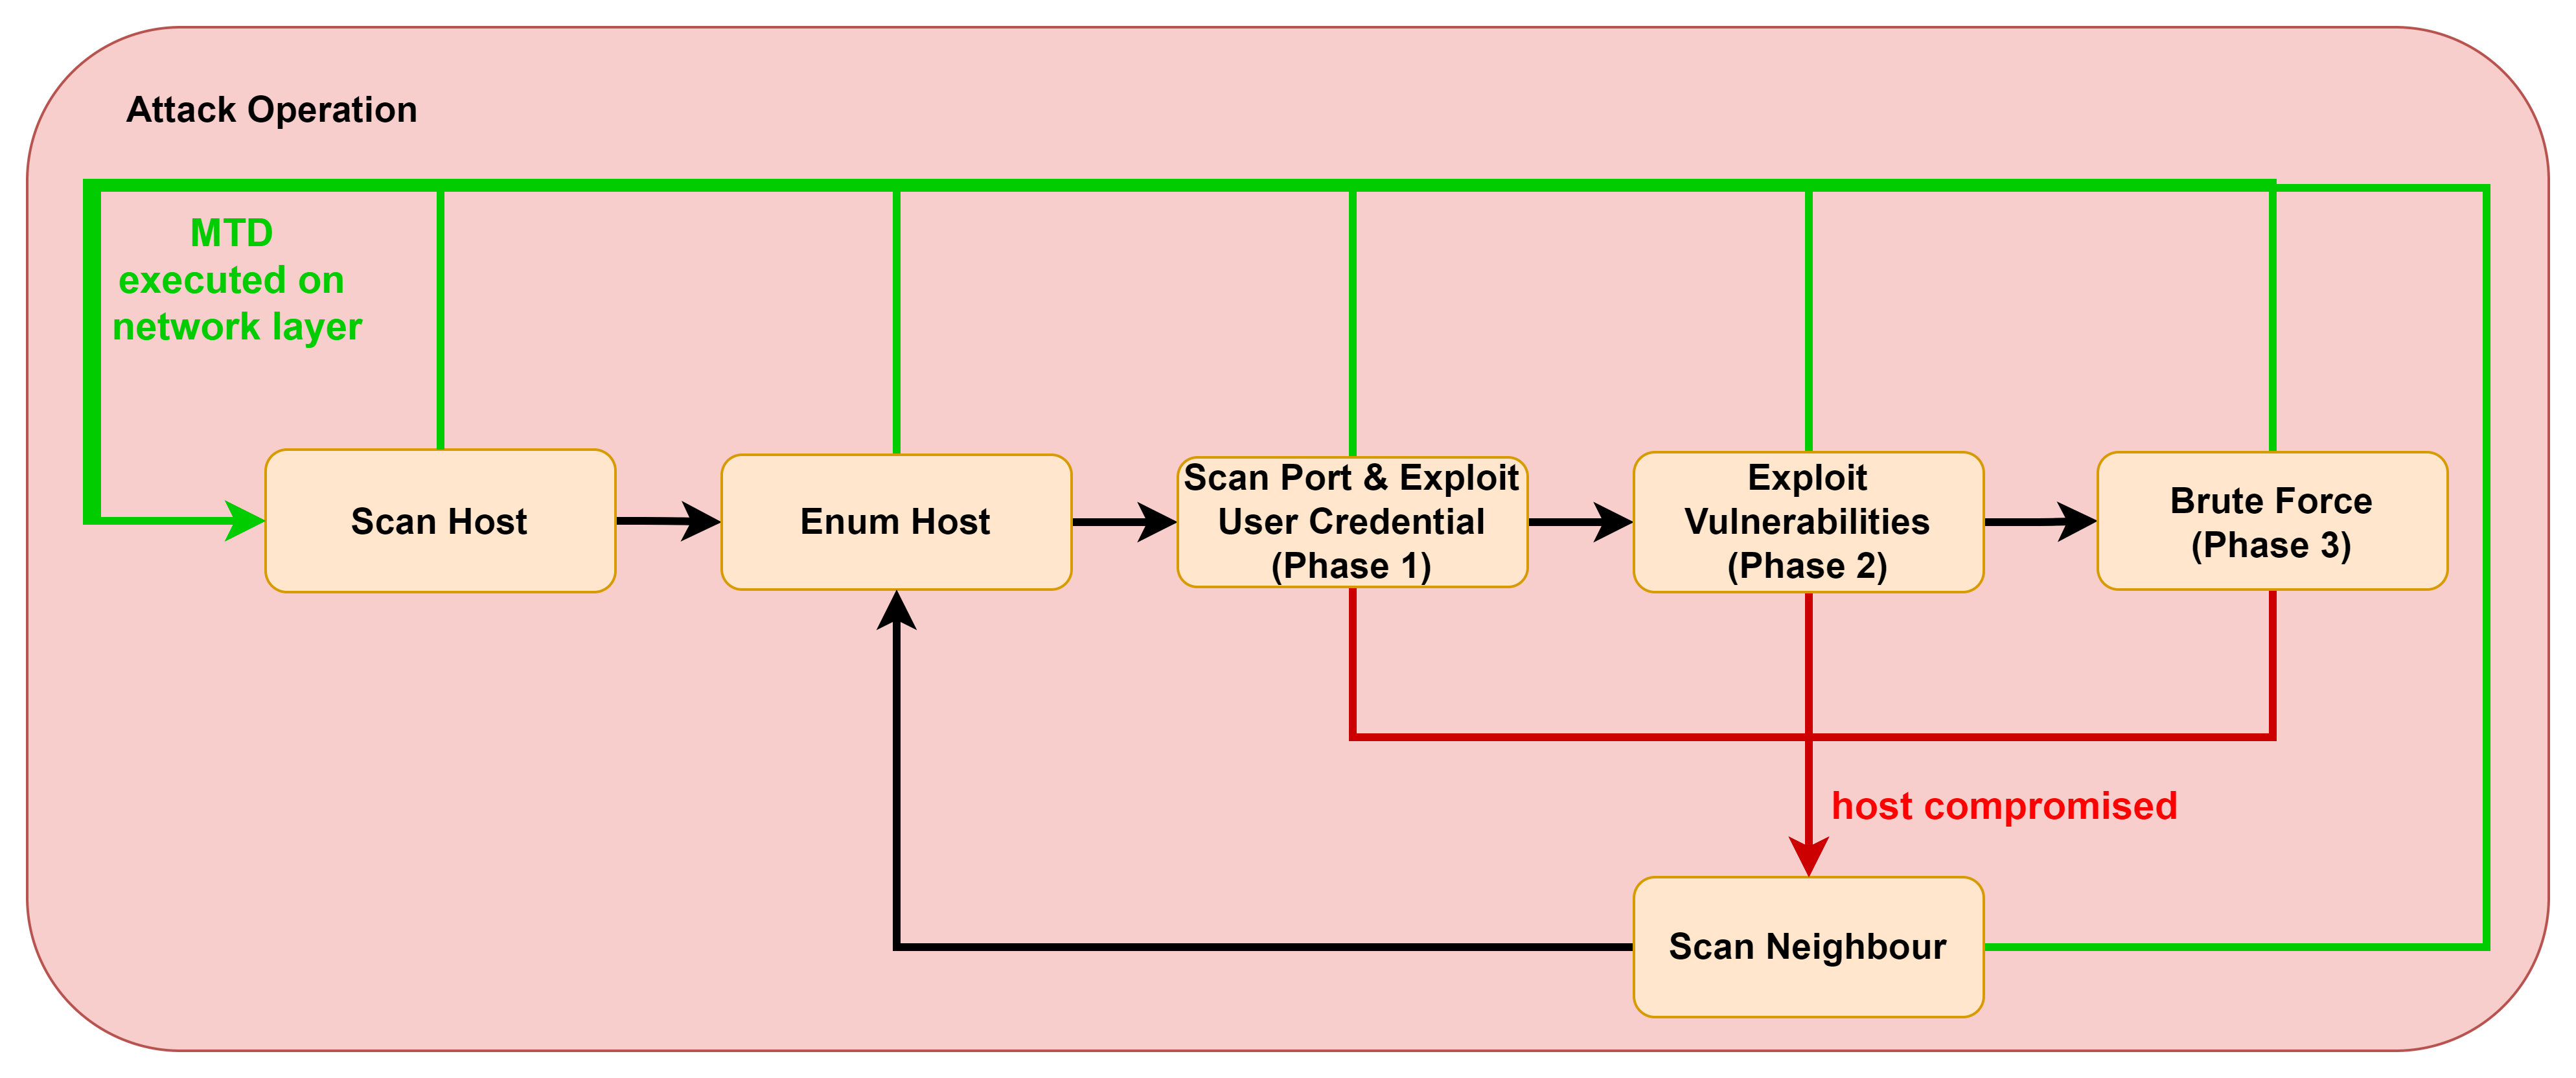 Attack Operation
MTD
executed on
network layer
Scan Host
Enum Host
Scan Port & Exploit
User Credential
(Phase 1)
Exploit
Vulnerabilities
(Phase 2)
Brute Force
(Phase 3)
host compromised
Scan Neighbour